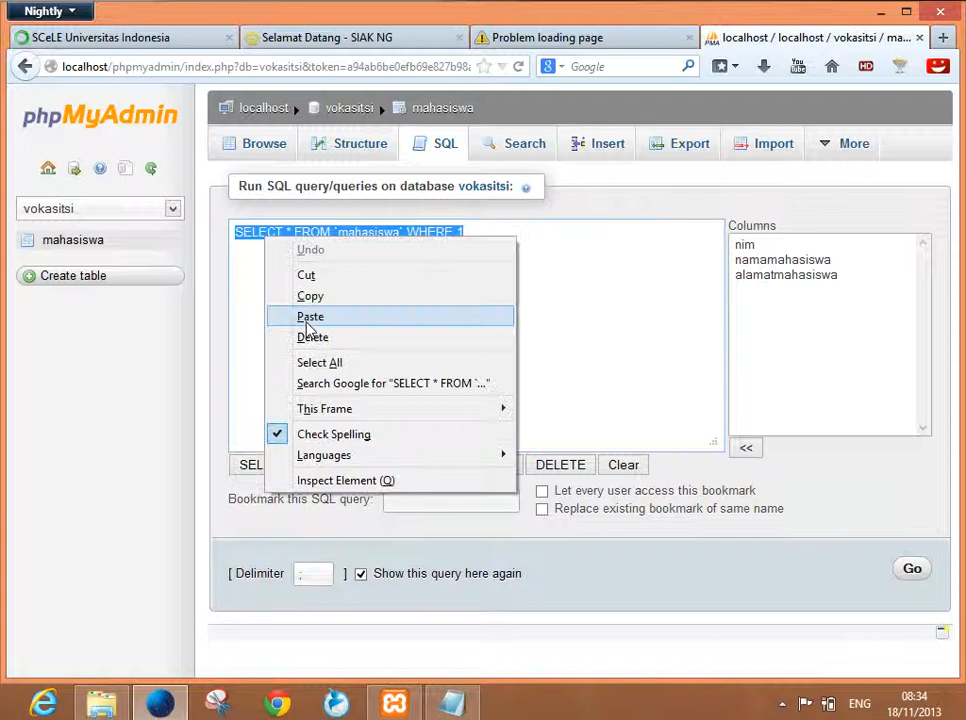 Nightly
SCeLE Universitas Indonesia
Selamat Datang - SIAK NG
Problem loading page
localhost / localhost / vokasitsi / ma...
localhost/phpmyadmin/index.php?db=vokasitsi&token=a94ab6be0efb69e827b98a
Google
You
HD
phpMyAdmin
localhost
vokasitsi
mahasiswa
Browse
Structure
SQL
Search
Insert
Export
Import
More
vokasitsi
mahasiswa
Create table
Run SQL query/queries on database vokasitsi:
SELECT * FROM `mahasiswa` WHERE 1
Undo
Cut
Copy
Paste
Delete
Select All
Search Google for "SELECT * FROM `..."
This Frame
Check Spelling
Languages
Inspect Element (Q)
Columns
nim
namamahasiswa
alamatmahasiswa
<<
SEL
DELETE
Clear
Bookmark this SQL query:
Let every user access this bookmark
Replace existing bookmark of same name
[ Delimiter ; ]
Show this query here again
Go
ENG
08:34
18/11/2013